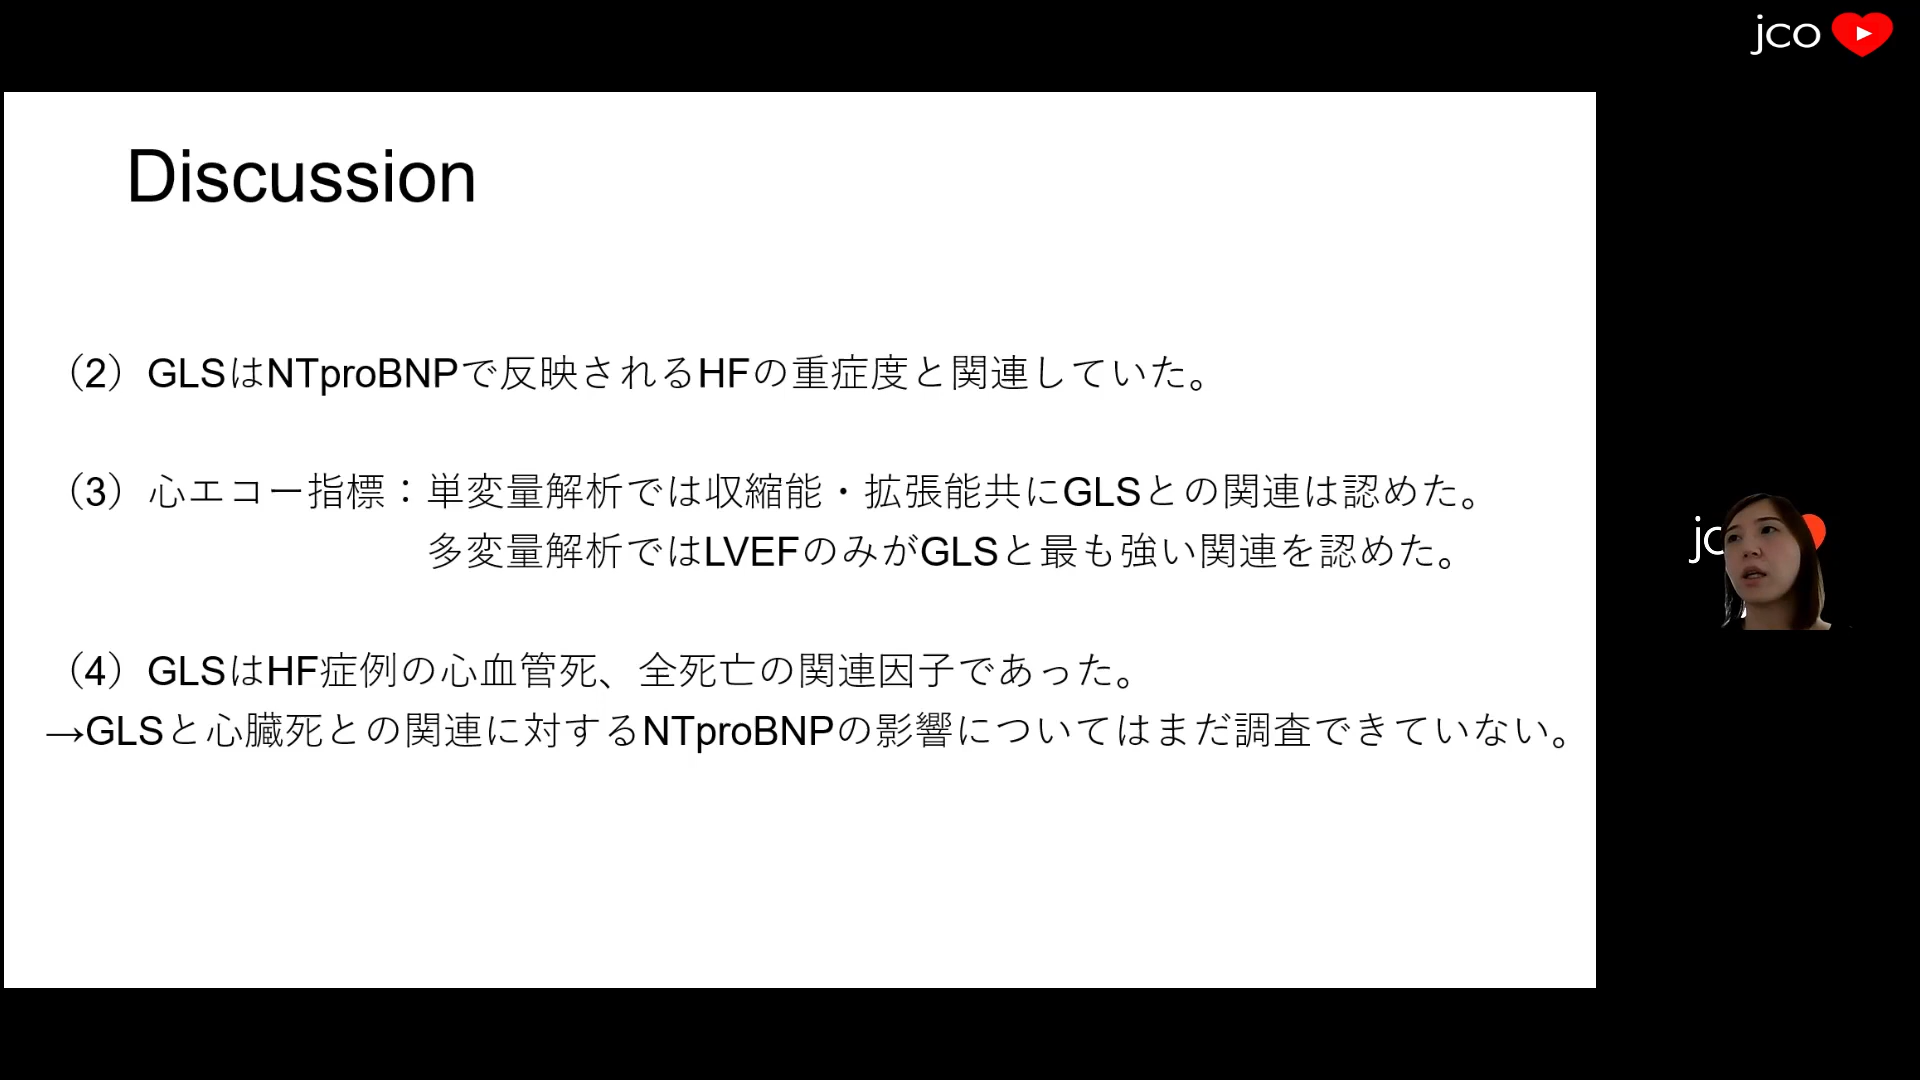 jco
Discussion
（2）GLSはNTproBNPで反映されるHFの重症度と関連していた。
（3）心エコー指標：単変量解析では収縮能・拡張能共にGLSとの関連は認めた。
多変量解析ではLVEFのみがGLSと最も強い関連を認めた。
（4）GLSはHF症例の心血管死、全死亡の関連因子であった。
→GLSと心臓死との関連に対するNTproBNPの影響についてはまだ調査できていない。
jc